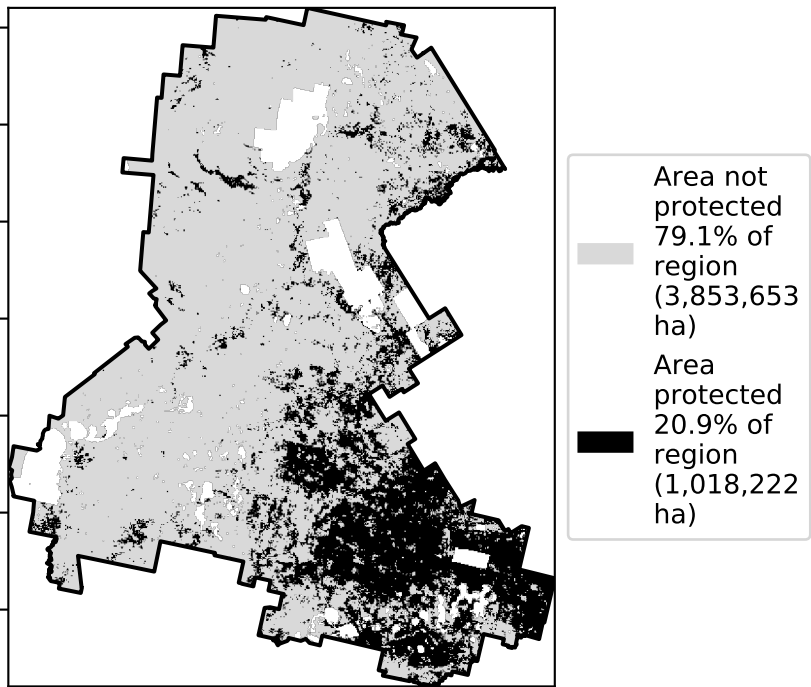 Area not
protected
79.1% of
region
(3,853,653
ha)
Area
protected
20.9% of
region
(1,018,222
ha)